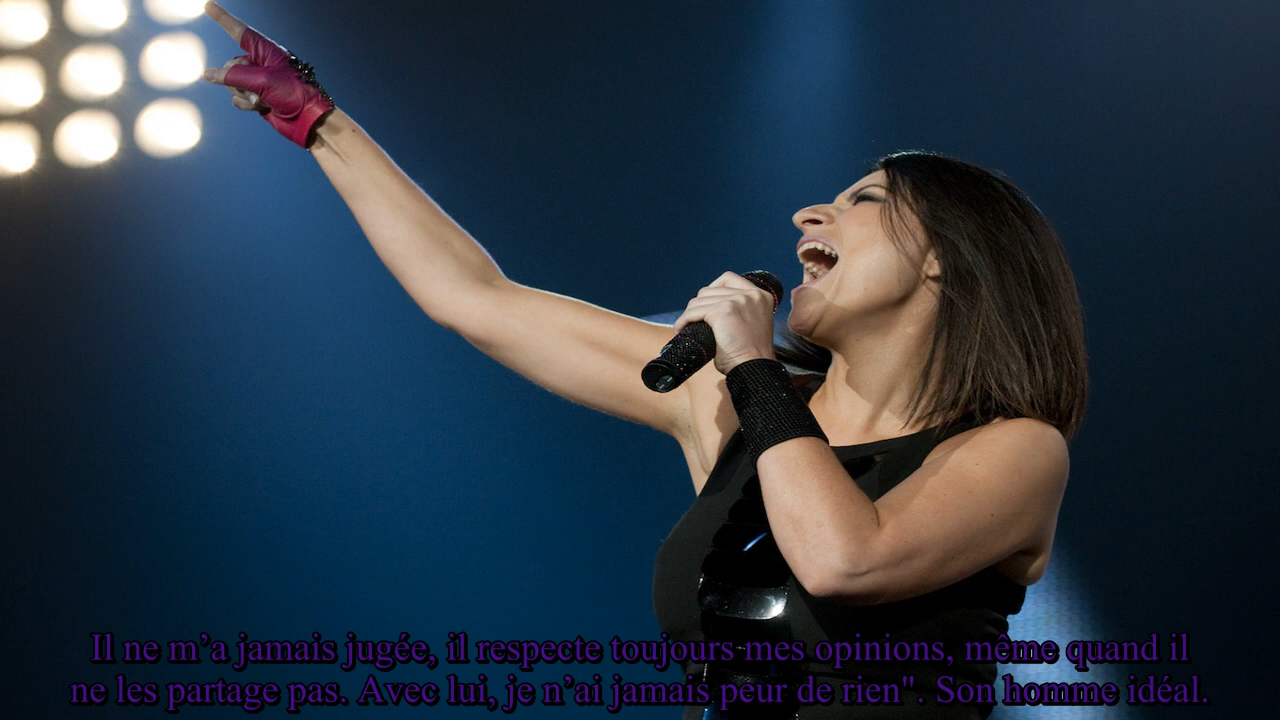 Il ne m’a jamais jugée, il respecte toujours mes opinions, même quand il
ne les partage pas. Avec lui, je n’ai jamais peur de rien". Son homme idéal.